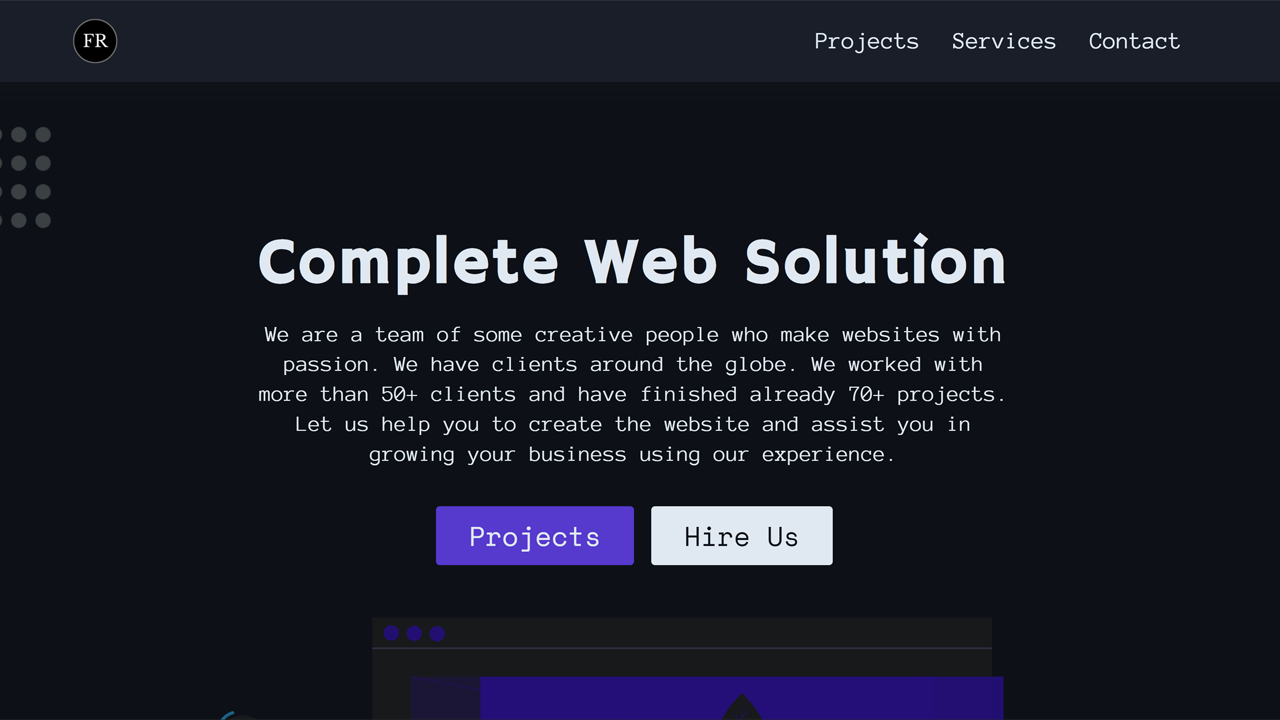 FR
Projects Services Contact
Complete Web Solution
We are a team of some creative people who make websites with
passion. We have clients around the globe. We worked with
more than 50+ clients and have finished already 70+ projects.
Let us help you to create the website and assist you in
growing your business using our experience.
Projects Hire Us